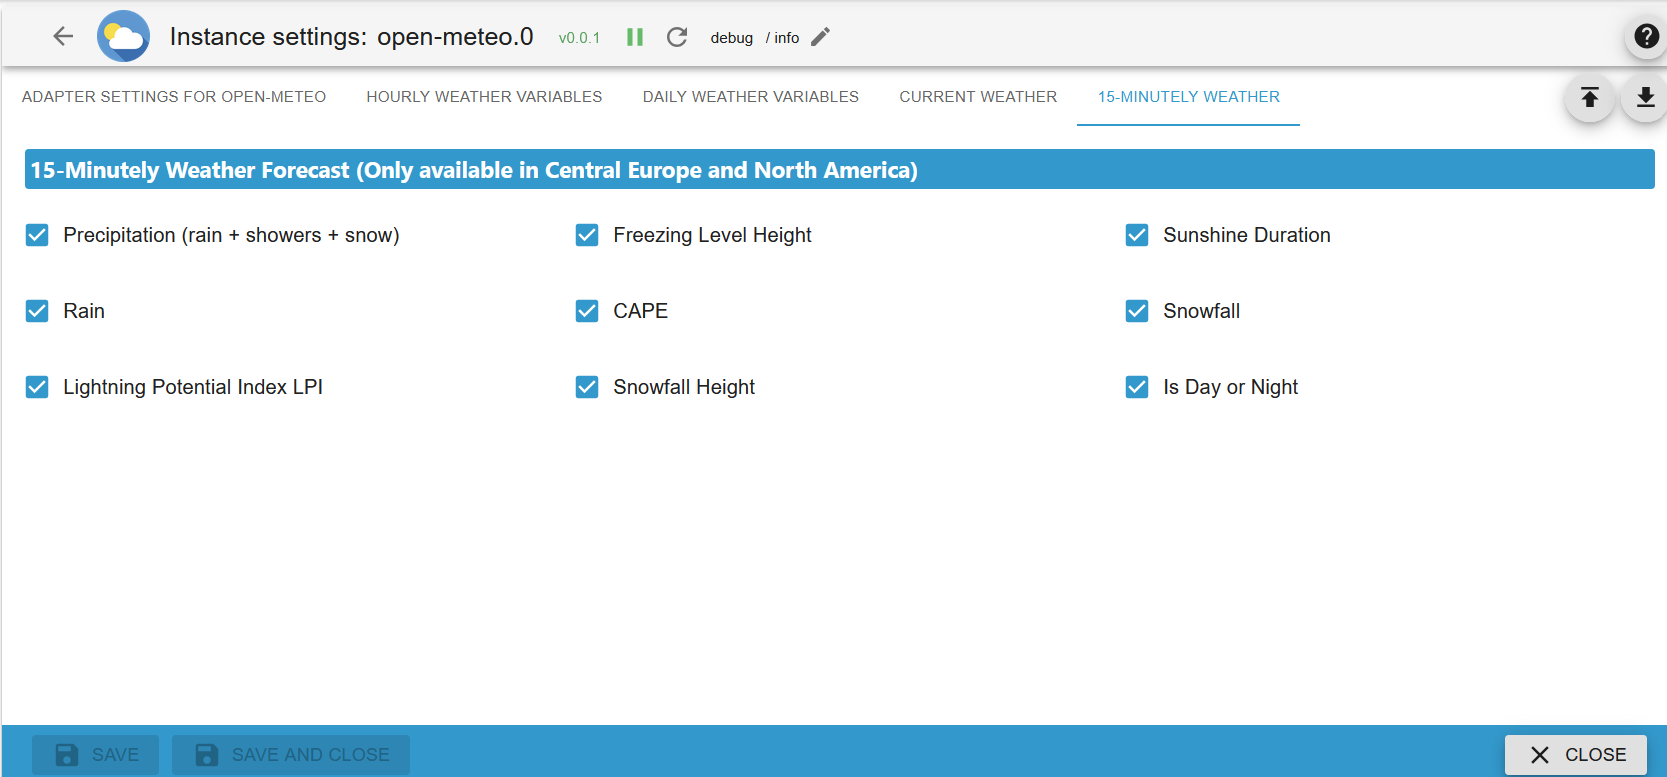 Instance settings: open-meteo.0 v0.0.1 debug / info
ADAPTER SETTINGS FOR OPEN-METEO HOURLY WEATHER VARIABLES DAILY WEATHER VARIABLES CURRENT WEATHER 15-MINUTELY WEATHER
15-Minutely Weather Forecast (Only available in Central Europe and North America)
Precipitation (rain + showers + snow) Freezing Level Height Sunshine Duration
Rain CAPE Snowfall
Lightning Potential Index LPI Snowfall Height Is Day or Night
SAVE SAVE AND CLOSE CLOSE